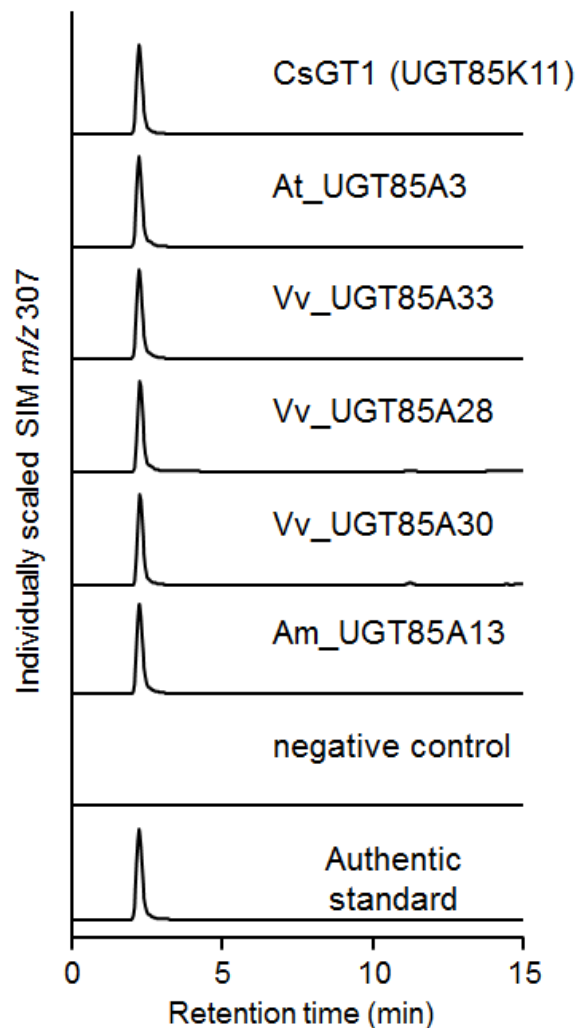 CsGT1 (UGT85K11)
At_UGT85A3
Vv_UGT85A33
Vv_UGT85A28
Vv_UGT85A30
Am_UGT85A13
negative control
Authentic
standard
Individually scaled SIM m/z 307
0 5 10 15
Retention time (min)